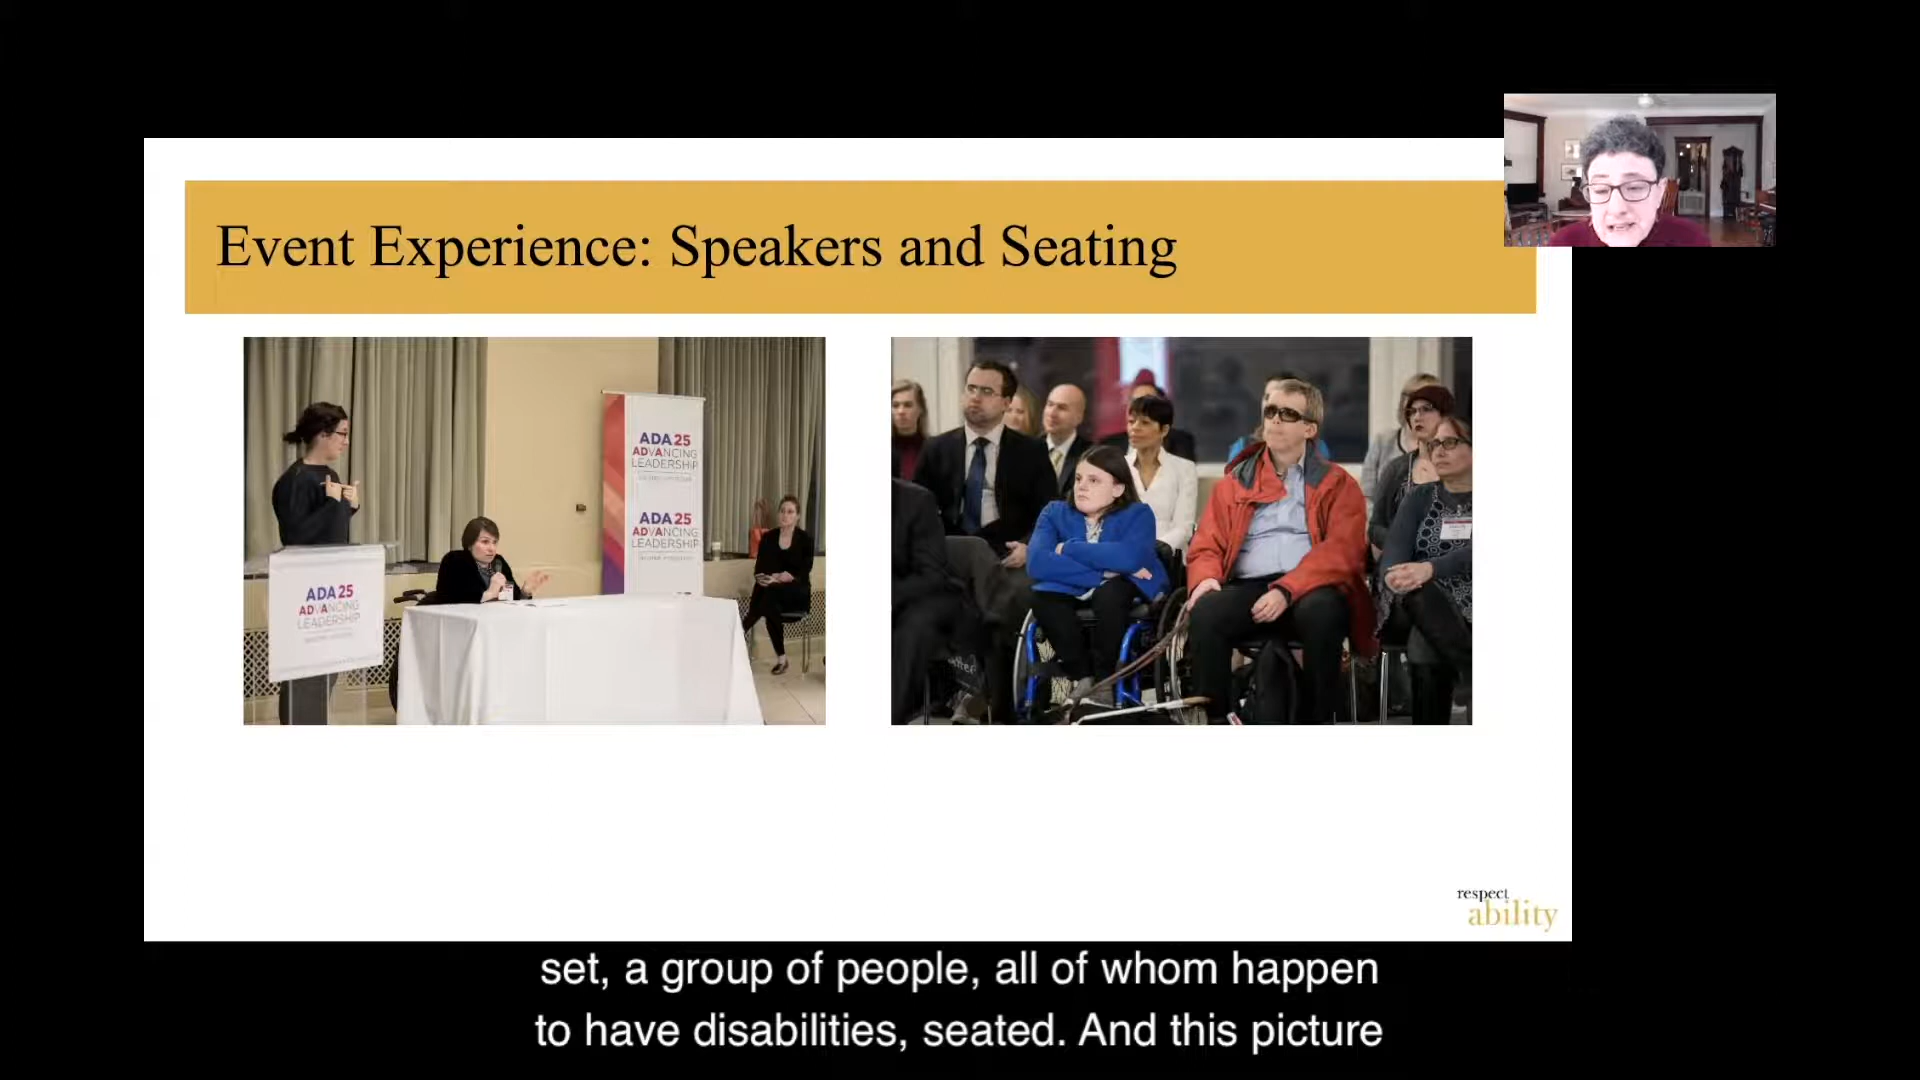 Event Experience: Speakers and Seating
ADA 25
ADVANCING
LEADERSHIP
ADA 25
ADVANCING
LEADERSHIP
ADA 25
ADVANCING
LEADERSHIP
respect
ability
set, a group of people, all of whom happen
to have disabilities, seated. And this picture